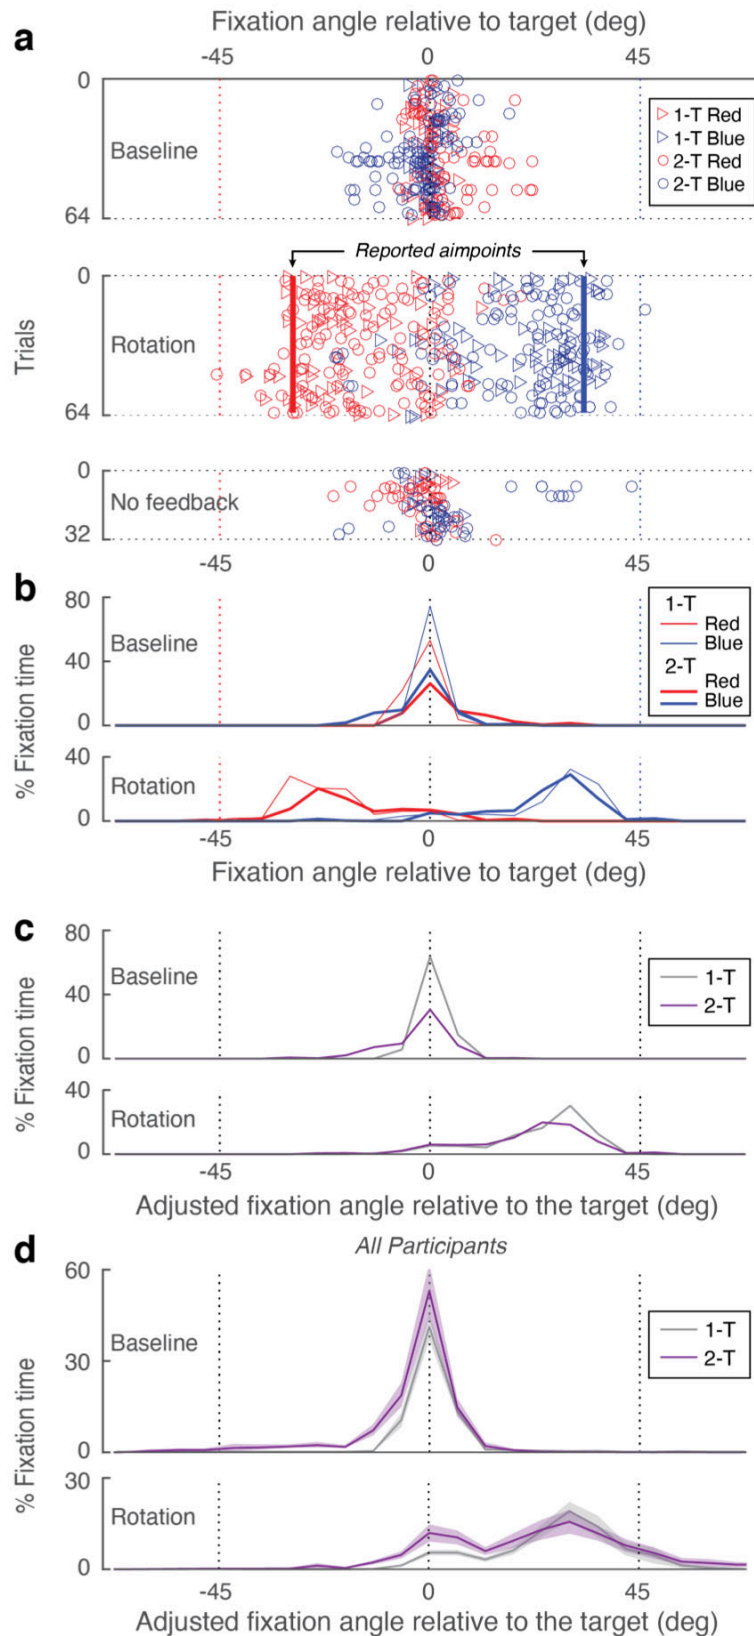 a
Fixation angle relative to target (deg)
-45 0 45
0
Baseline
64
1-T Red
1-T Blue
2-T Red
2-T Blue
Reported aimpoints
Trials
0
Rotation
64
0
No feedback
32
-45 0 45
b
% Fixation time
80
Baseline
40
0
1-T
Red
Blue
2-T
Red
Blue
40
Rotation
0
-45 0 45
Fixation angle relative to target (deg)
c
% Fixation time
80
Baseline
40
0
1-T
2-T
40
Rotation
0
-45 0 45
Adjusted fixation angle relative to the target (deg)
d
All Participants
% Fixation time
60
Baseline
30
0
1-T
2-T
30
Rotation
0
-45 0 45
Adjusted fixation angle relative to the target (deg)